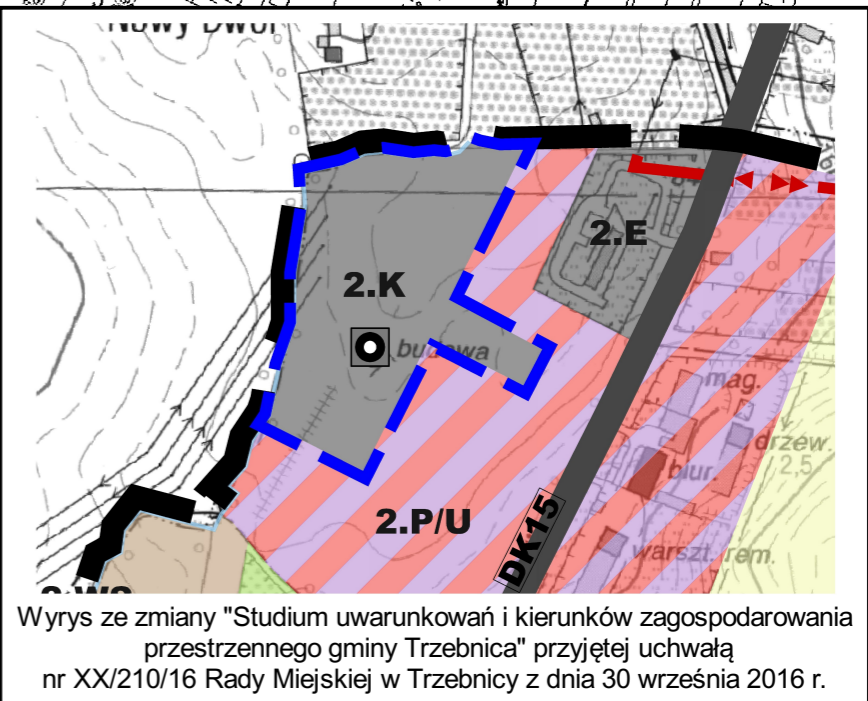 Nowy Dwór
2.E
2.K
budowa
mag.
drzew.
2,5
biur.
2.P/U
DK15
warszt. rem.
Wyrys ze zmiany "Studium uwarunkowań i kierunków zagospodarowania
przestrzennego gminy Trzebnica" przyjętej uchwałą
nr XX/210/16 Rady Miejskiej w Trzebnicy z dnia 30 września 2016 r.